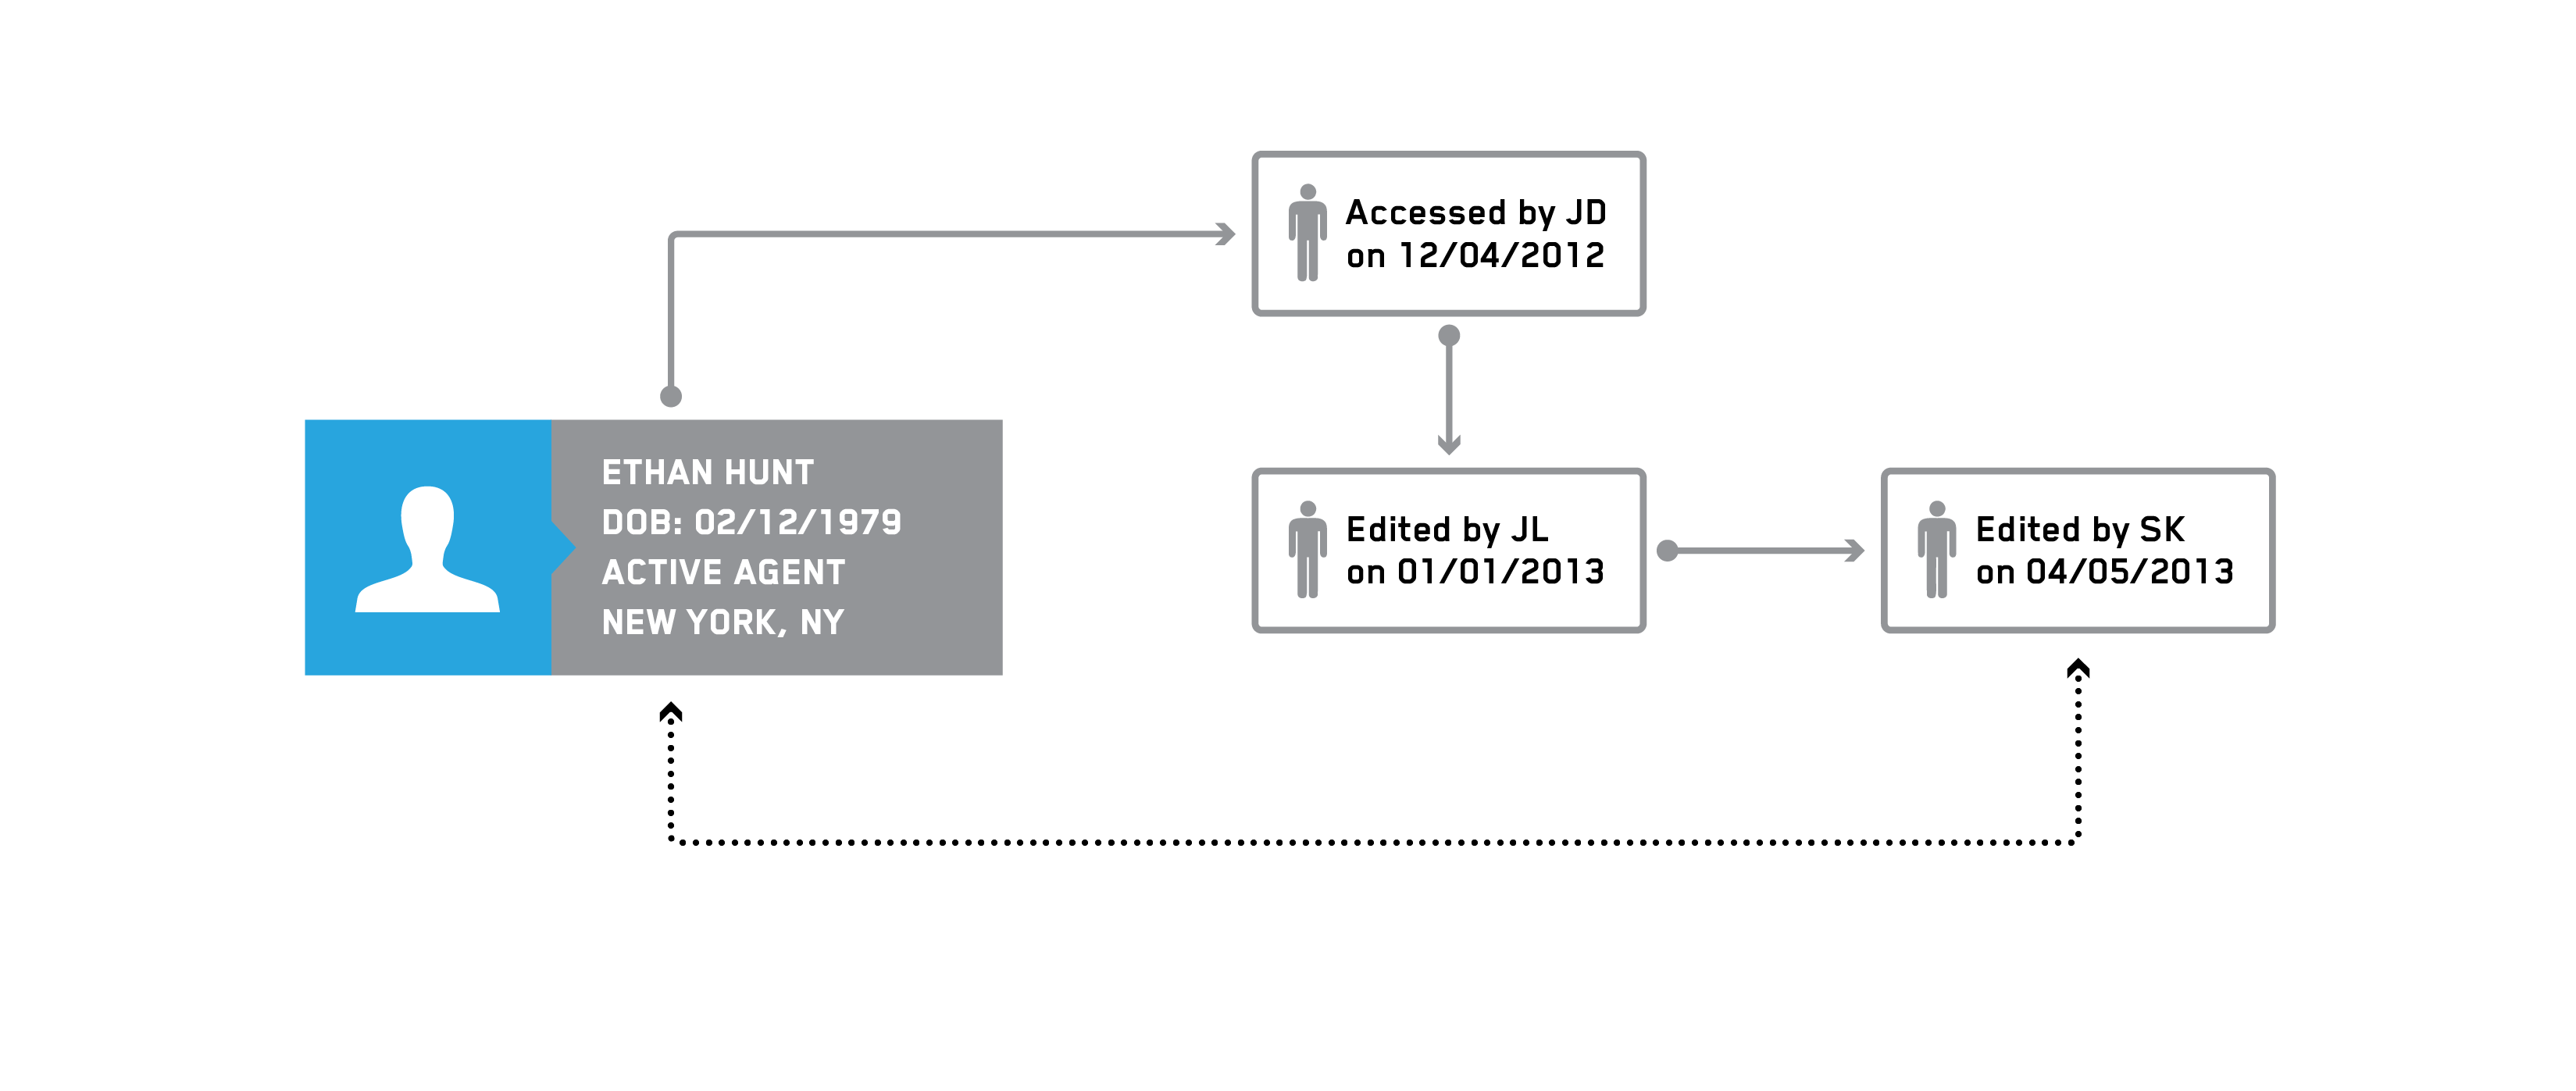 Accessed by JD
on 12/04/2012
ETHAN HUNT
DOB: 02/12/1979
ACTIVE AGENT
NEW YORK, NY
Edited by JL
on 01/01/2013
Edited by SK
on 04/05/2013